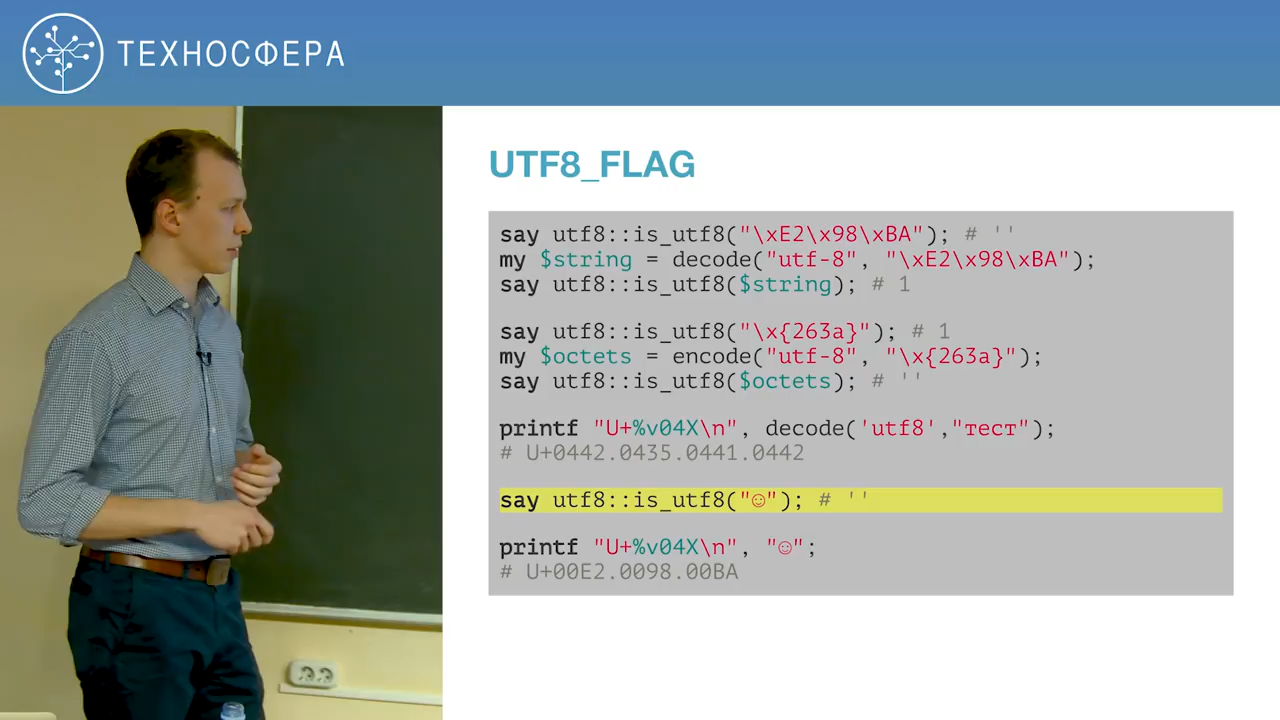 ТЕХНОСФЕРА
UTF8_FLAG
say utf8::is_utf8("\xE2\x98\xBA"); # ''
my $string = decode("utf-8", "\xE2\x98\xBA");
say utf8::is_utf8($string); # 1
say utf8::is_utf8("\x{263a}"); # 1
my $octets = encode("utf-8", "\x{263a}");
say utf8::is_utf8($octets); # ''
printf "U+%v04X\n", decode('utf8',"тест");
# U+0442.0435.0441.0442
say utf8::is_utf8("☺"); # ''
printf "U+%v04X\n", "☺";
# U+00E2.0098.00BA